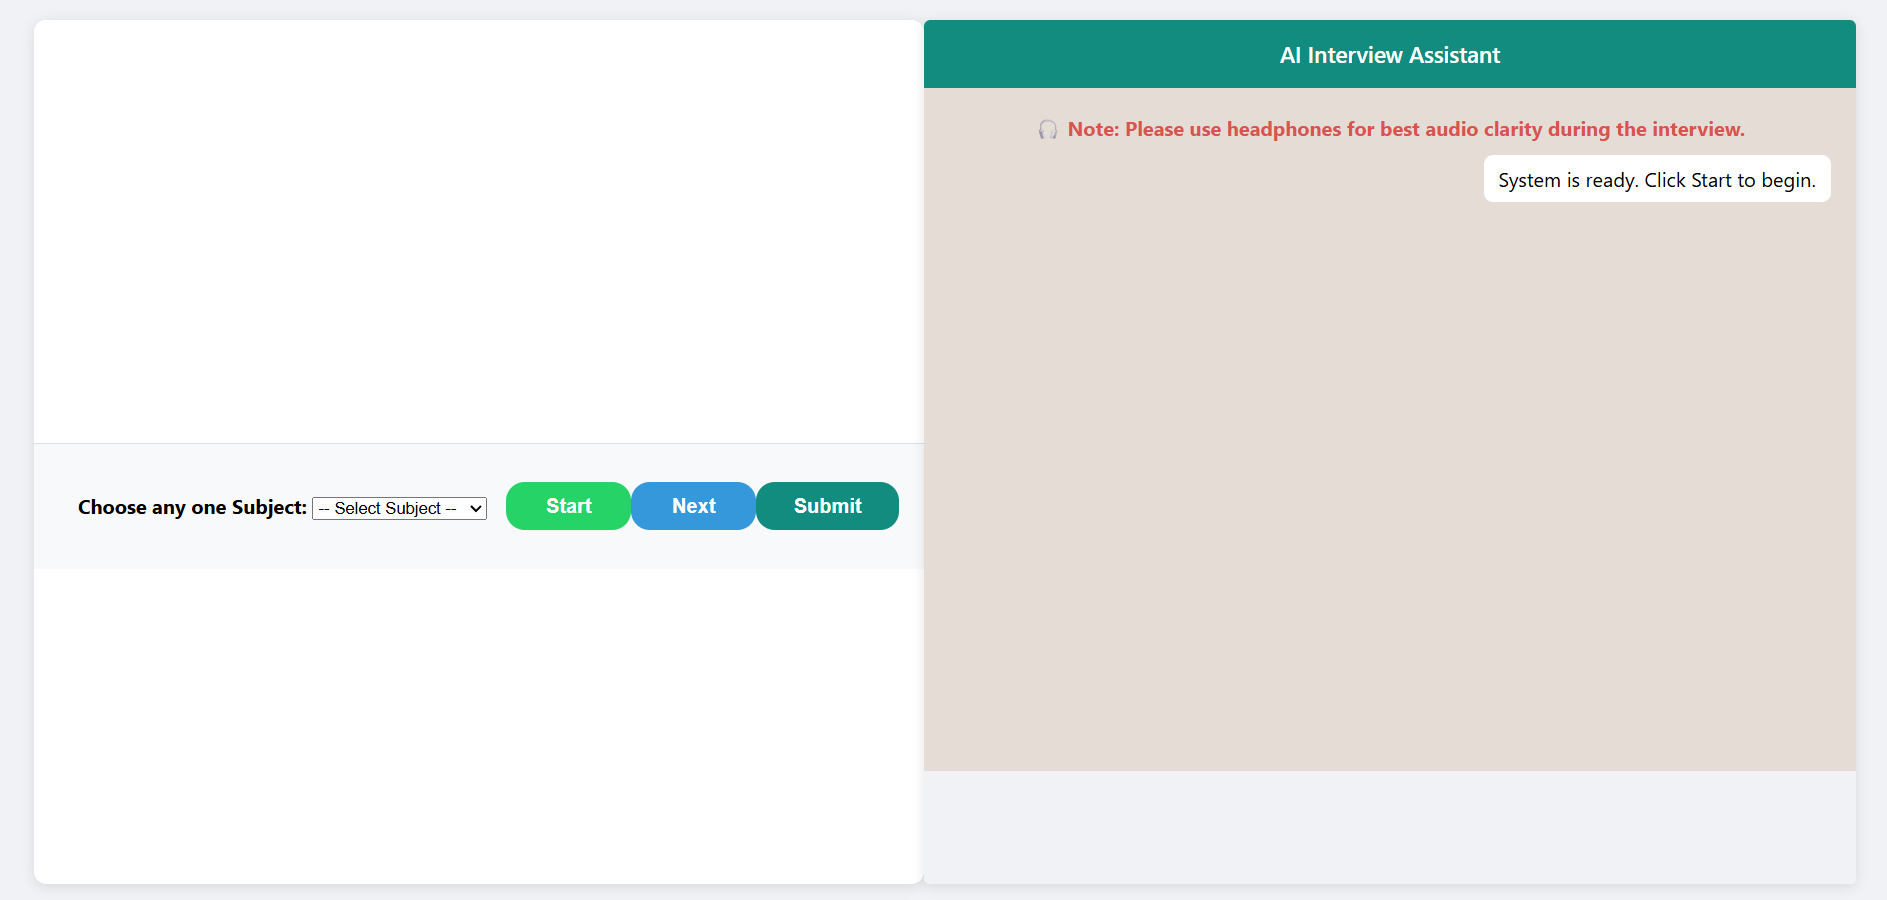 AI Interview Assistant
🎧 Note: Please use headphones for best audio clarity during the interview.
System is ready. Click Start to begin.
Choose any one Subject: -- Select Subject -- Start Next Submit